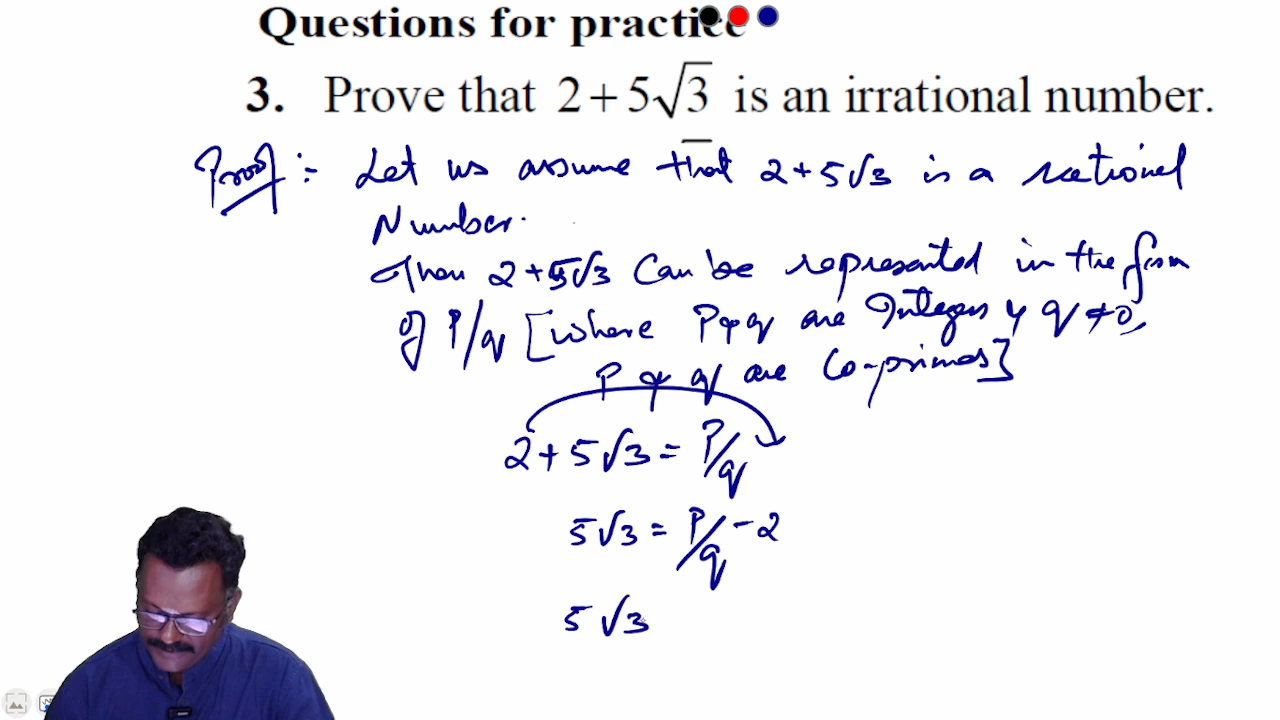 Questions for practice
3. Prove that 2 + 5√3 is an irrational number.
Proof :- Let us assume that 2 + 5√3 is a rational
Number.
Then 2 + 5√3 Can be represented in the form
of P/q [where P & q are Integers & q ≠ 0,
P & q are Co-primes]
2 + 5√3 = P/q
5√3 = P/q - 2
5√3